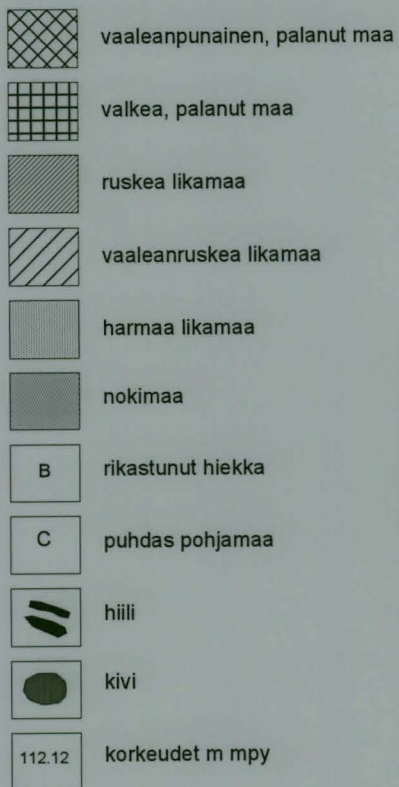 vaaleanpunainen, palanut maa
valkea, palanut maa
ruskea likamaa
vaaleanruskea likamaa
harmaa likamaa
nokimaa
B rikastunut hiekka
C puhdas pohjamaa
hiili
kivi
112.12 korkeudet m mpy